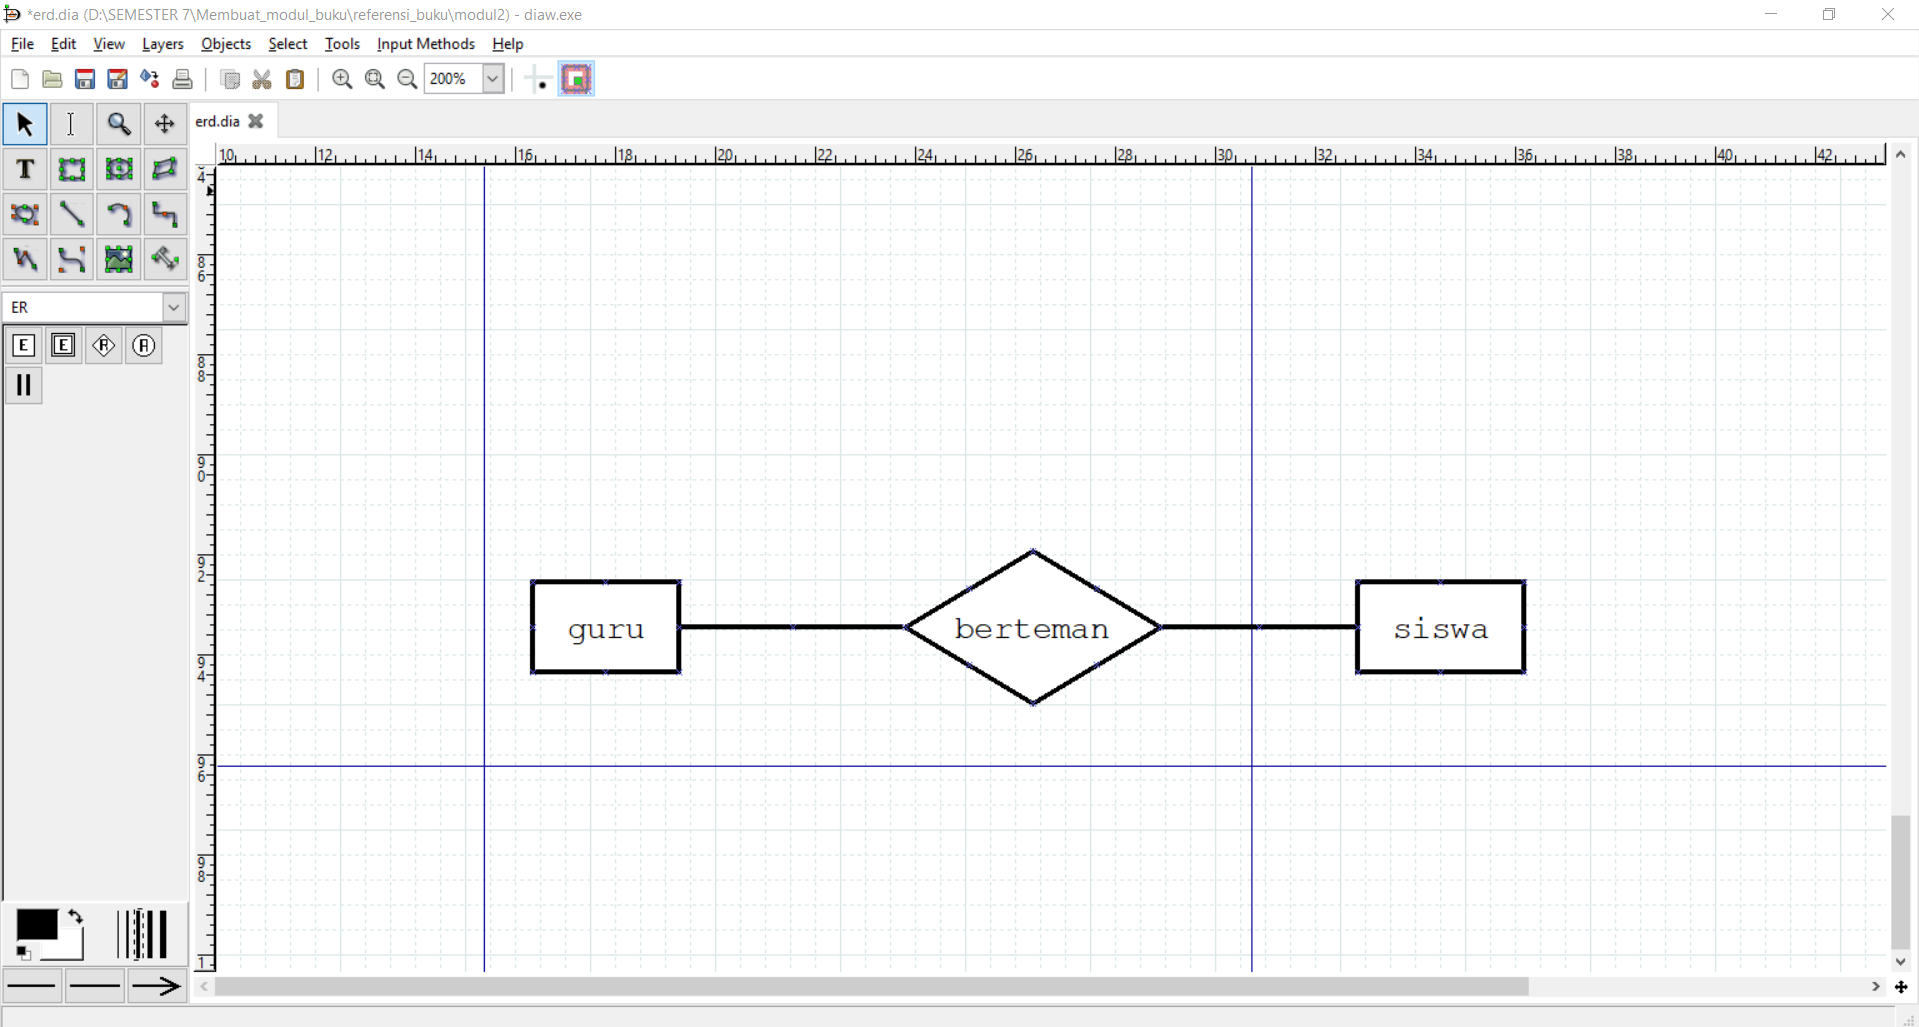 *erd.dia (D:\SEMESTER 7\Membuat_modul_buku\referensi_buku\modul2) - diaw.exe
File Edit View Layers Objects Select Tools Input Methods Help
200%
erd.dia
10 12 14 16 18 20 22 24 26 28 30 32 34 36 38 40 42
4
86
88
90
92
94
96
98
1
T
ER
E E R A
guru berteman siswa